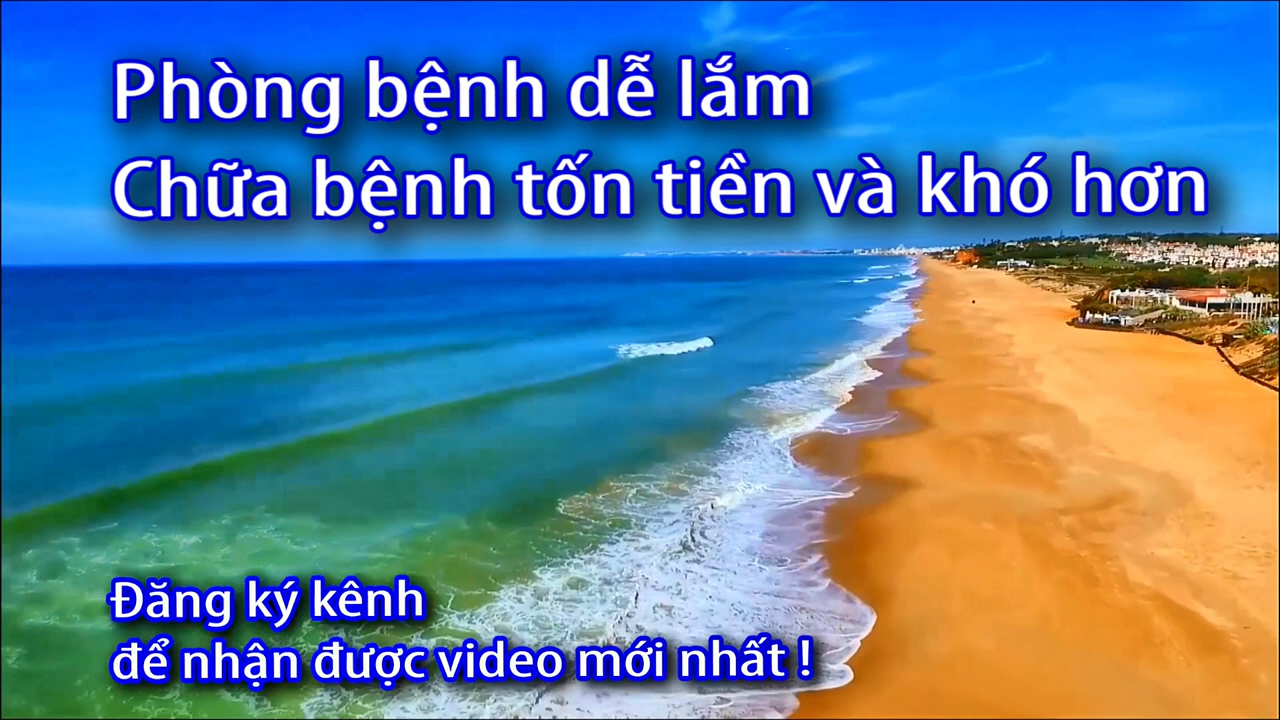 Phòng bệnh dễ lắm
Chữa bệnh tốn tiền và khó hơn
Đăng ký kênh
để nhận được video mới nhất !